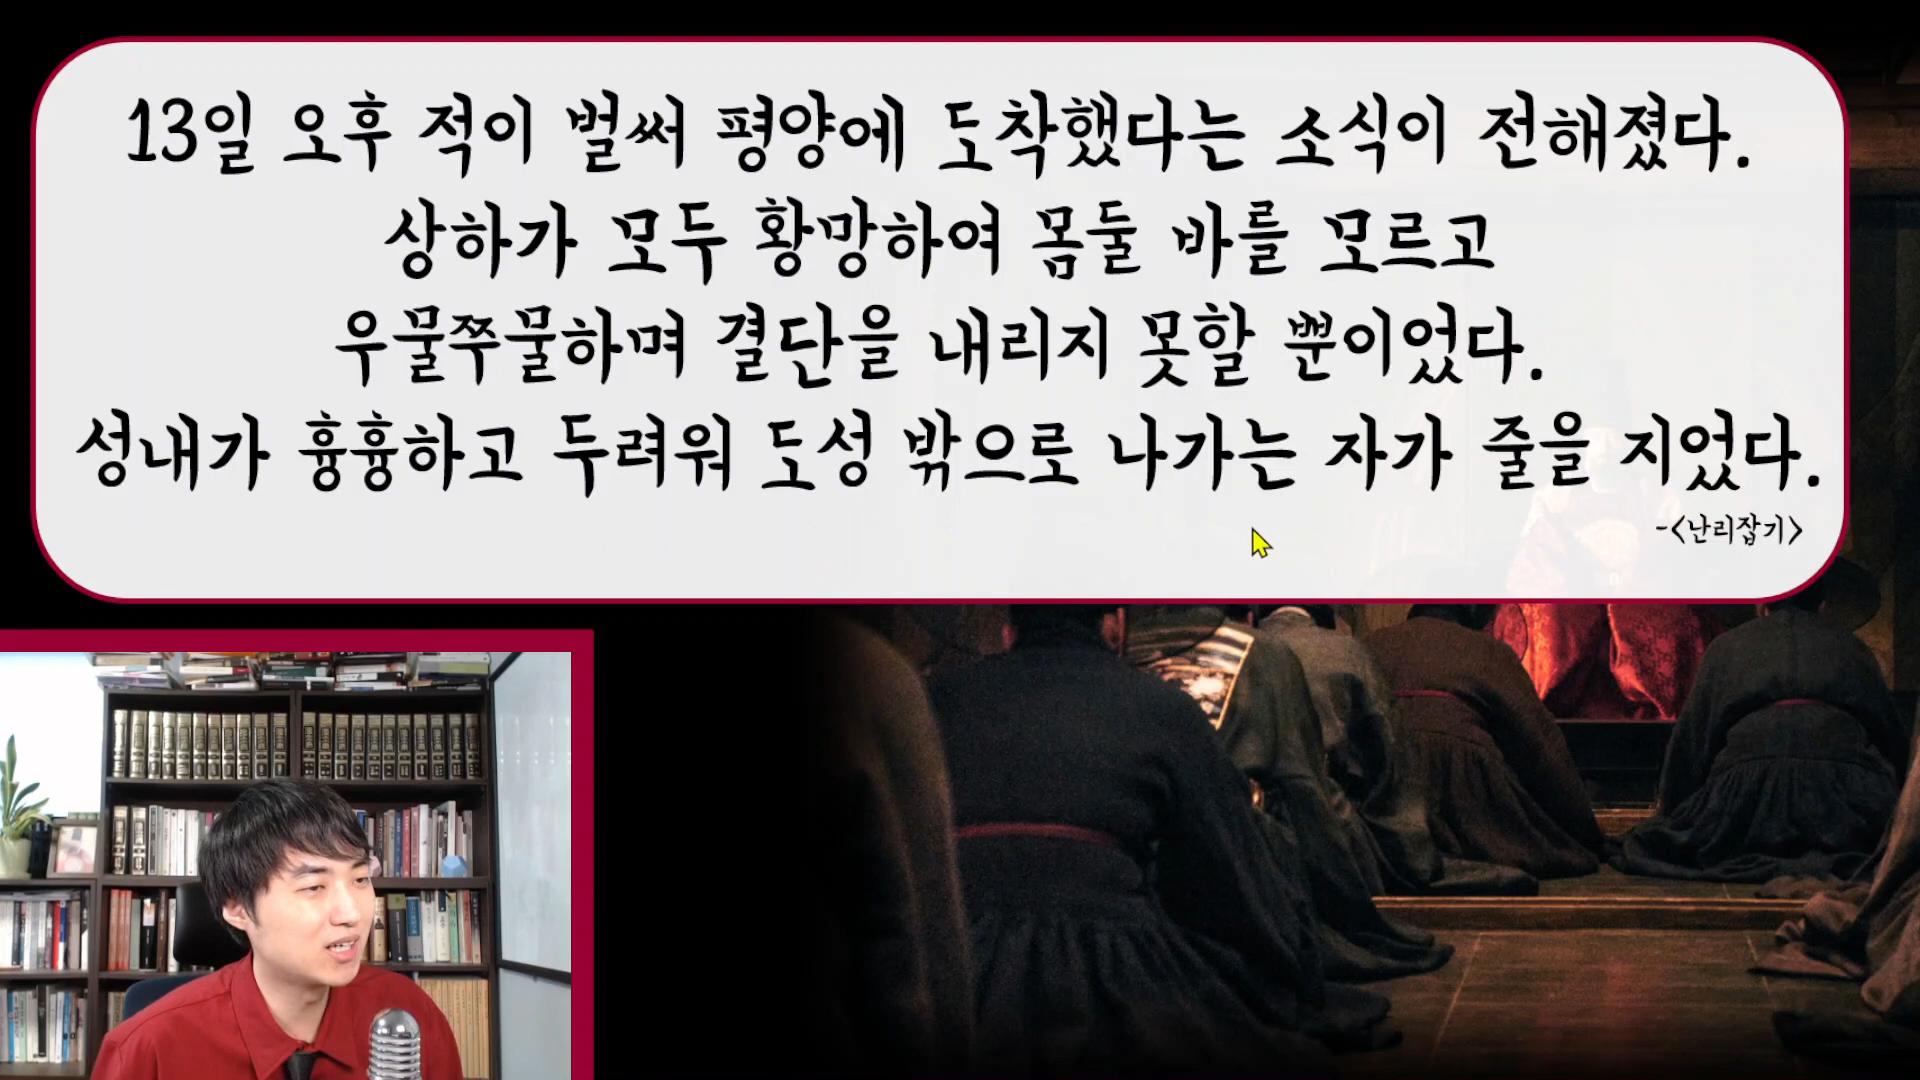 13일 오후 적이 벌써 평양에 도착했다는 소식이 전해졌다.
상하가 모두 황망하여 몸둘 바를 모르고
우물쭈물하며 결단을 내리지 못할 뿐이었다.
성내가 흉흉하고 두려워 도성 밖으로 나가는 자가 줄을 지었다.
-<난리잡기>